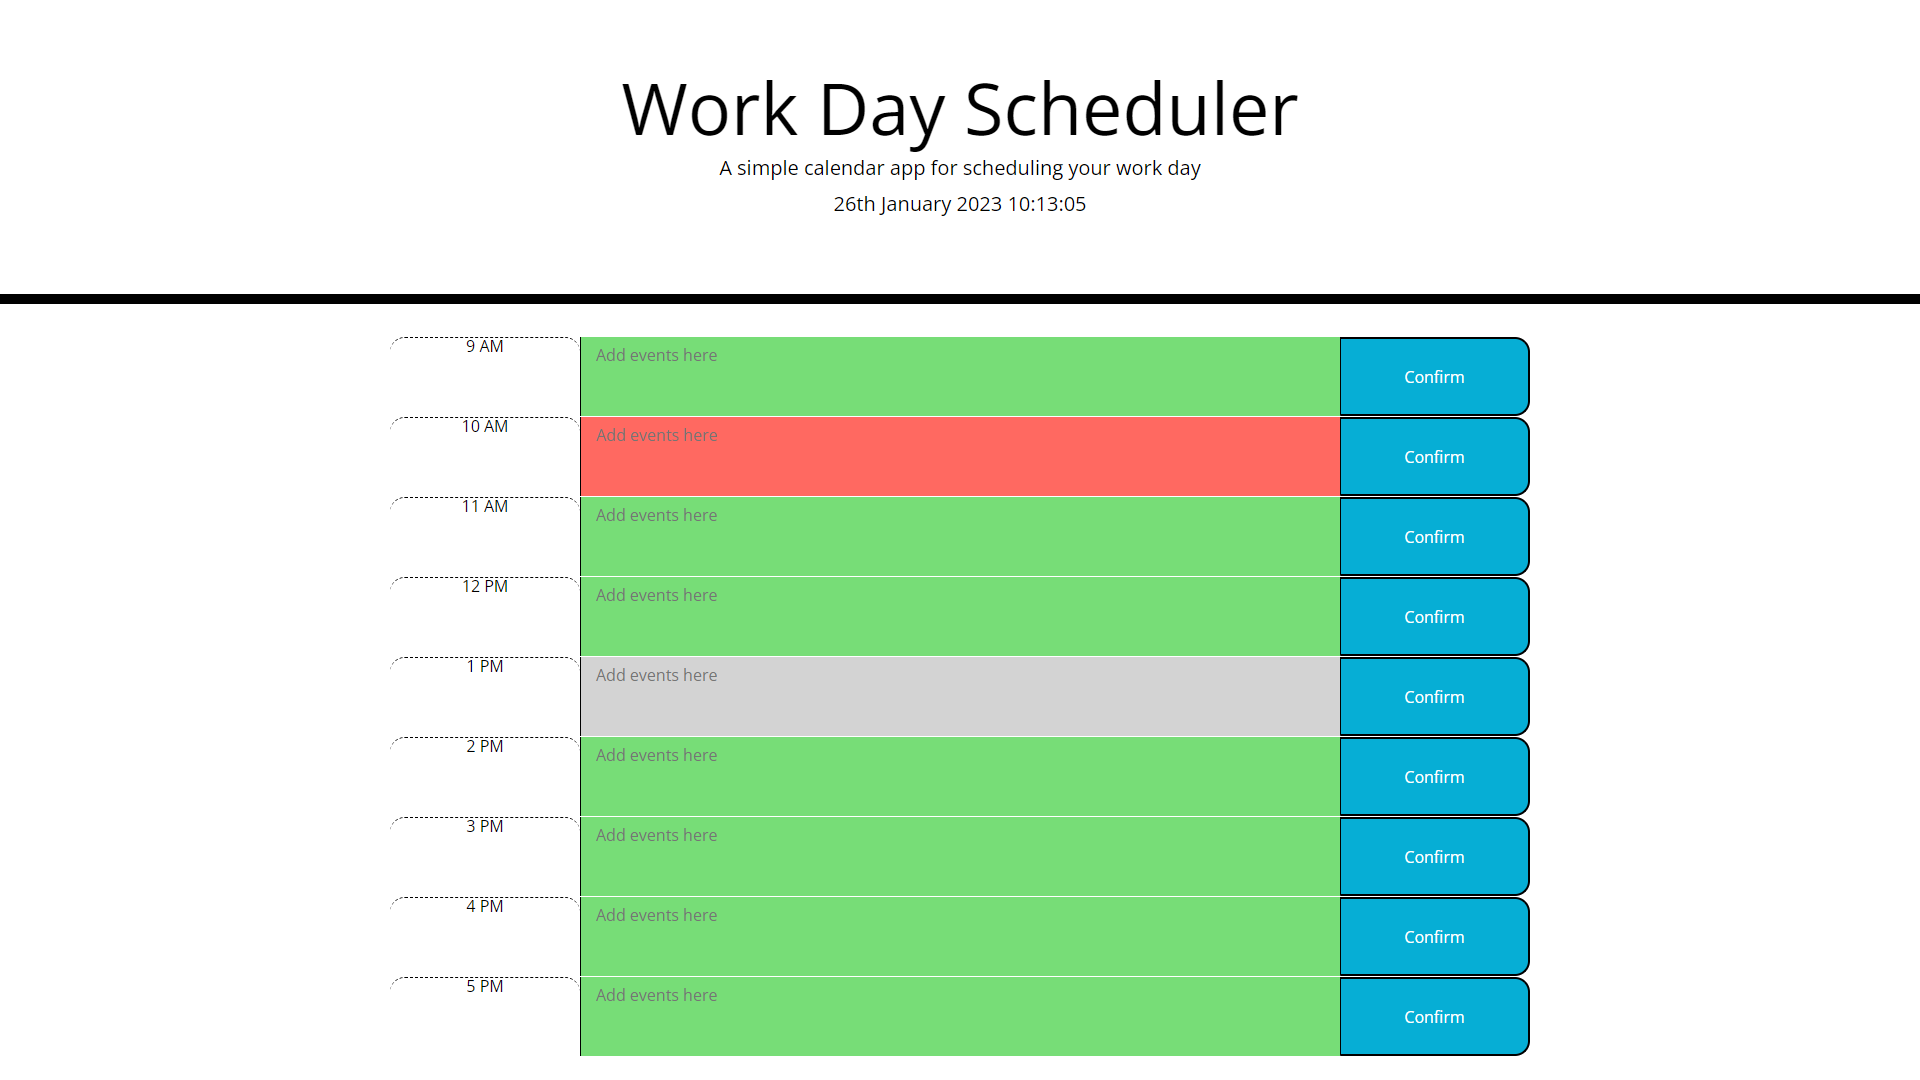 Work Day Scheduler
A simple calendar app for scheduling your work day
26th January 2023 10:13:05
9 AM Add events here Confirm
10 AM Add events here Confirm
11 AM Add events here Confirm
12 PM Add events here Confirm
1 PM Add events here Confirm
2 PM Add events here Confirm
3 PM Add events here Confirm
4 PM Add events here Confirm
5 PM Add events here Confirm